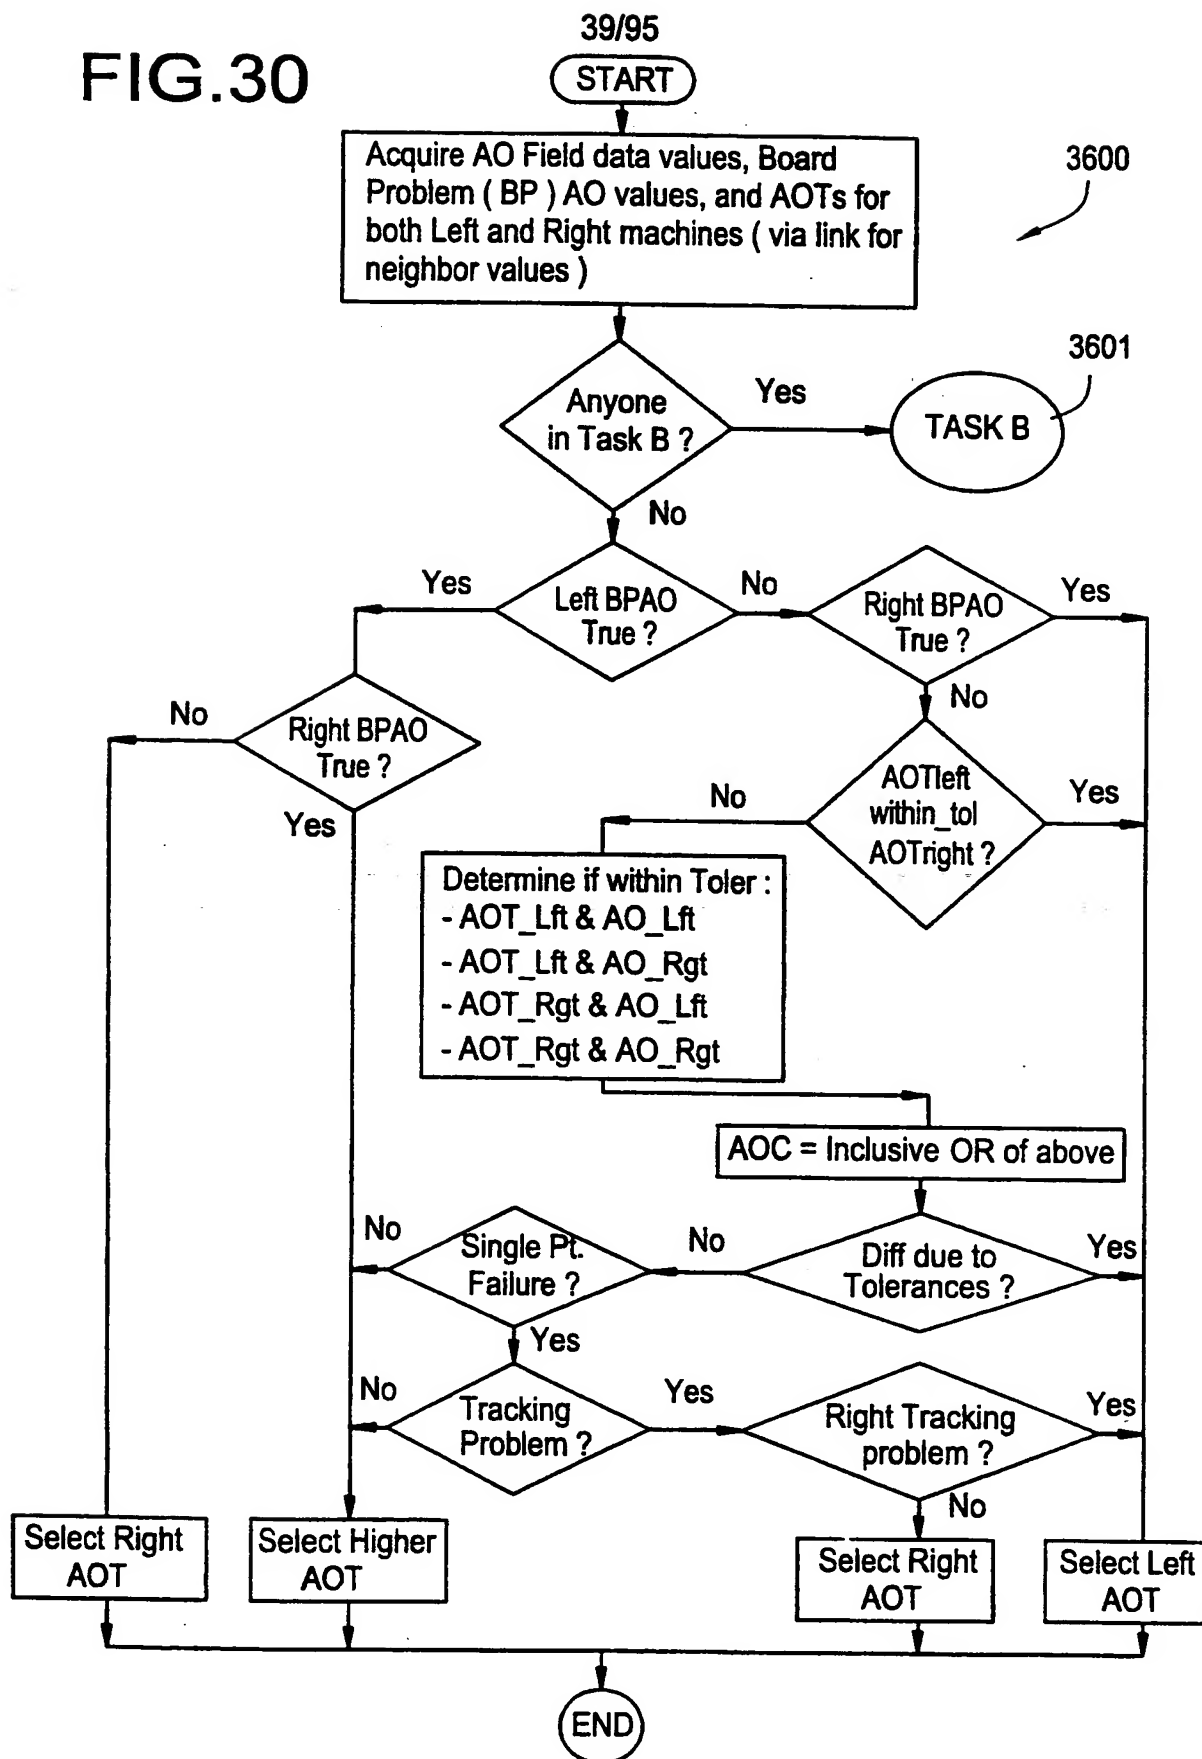 39/95
FIG.30
START
Acquire AO Field data values, Board
Problem ( BP ) AO values, and AOTs for
both Left and Right machines ( via link for
neighbor values )
3600
3601
Anyone
in Task B ?
Yes
TASK B
No
Left BPAO
True ?
Yes
No
Right BPAO
True ?
Yes
No
Right BPAO
True ?
No
Yes
AOTleft
within_tol
AOTright ?
No
Yes
Determine if within Toler :
- AOT_Lft & AO_Lft
- AOT_Lft & AO_Rgt
- AOT_Rgt & AO_Lft
- AOT_Rgt & AO_Rgt
AOC = Inclusive OR of above
Diff due to
Tolerances ?
No
Yes
Single Pt.
Failure ?
No
Yes
Tracking
Problem ?
No
Yes
Right Tracking
problem ?
Yes
No
Select Right
AOT
Select Higher
AOT
Select Right
AOT
Select Left
AOT
END